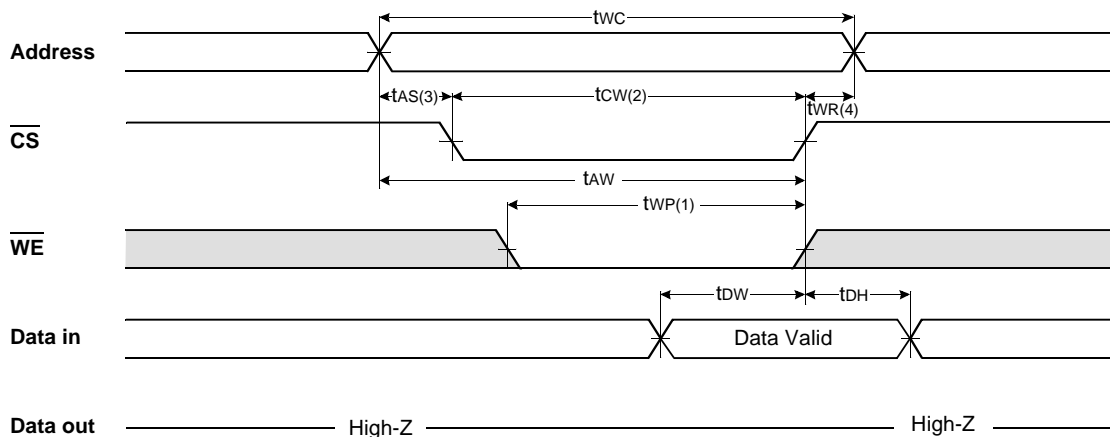 tWC
Address
tAS(3) tCW(2) tWR(4)
CS
tAW
tWP(1)
WE
tDW tDH
Data in Data Valid
Data out High-Z High-Z